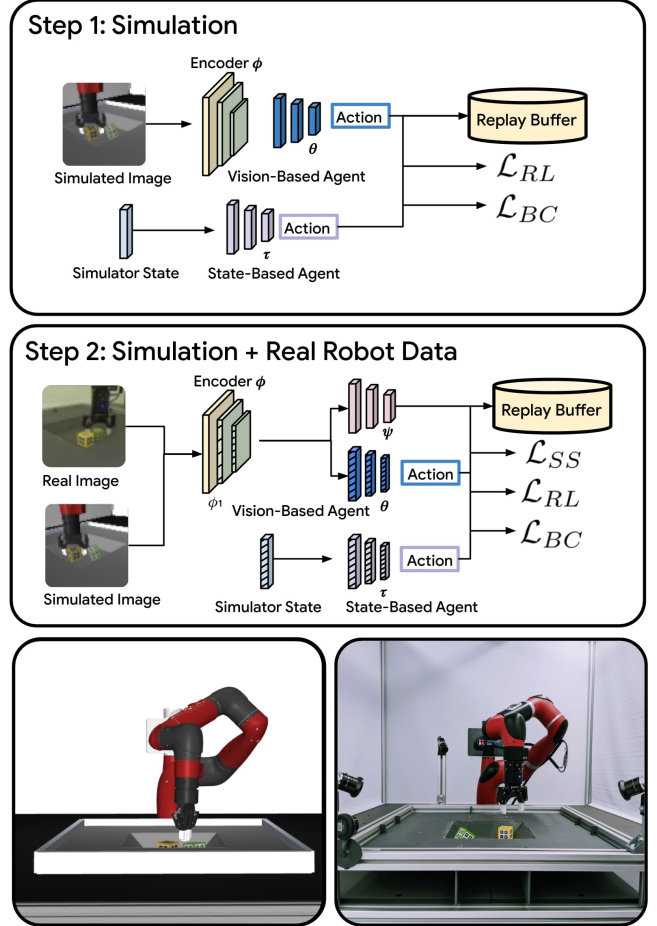 Step 1: Simulation
Encoder ϕ
Action
Replay Buffer
θ
Simulated Image
Vision-Based Agent
ℒ_RL
ℒ_BC
Action
τ
Simulator State
State-Based Agent
Step 2: Simulation + Real Robot Data
Encoder ϕ
Replay Buffer
ψ
ℒ_SS
Real Image
Action
ϕ₁
Vision-Based Agent
θ
ℒ_RL
ℒ_BC
Action
Simulated Image
τ
Simulator State
State-Based Agent